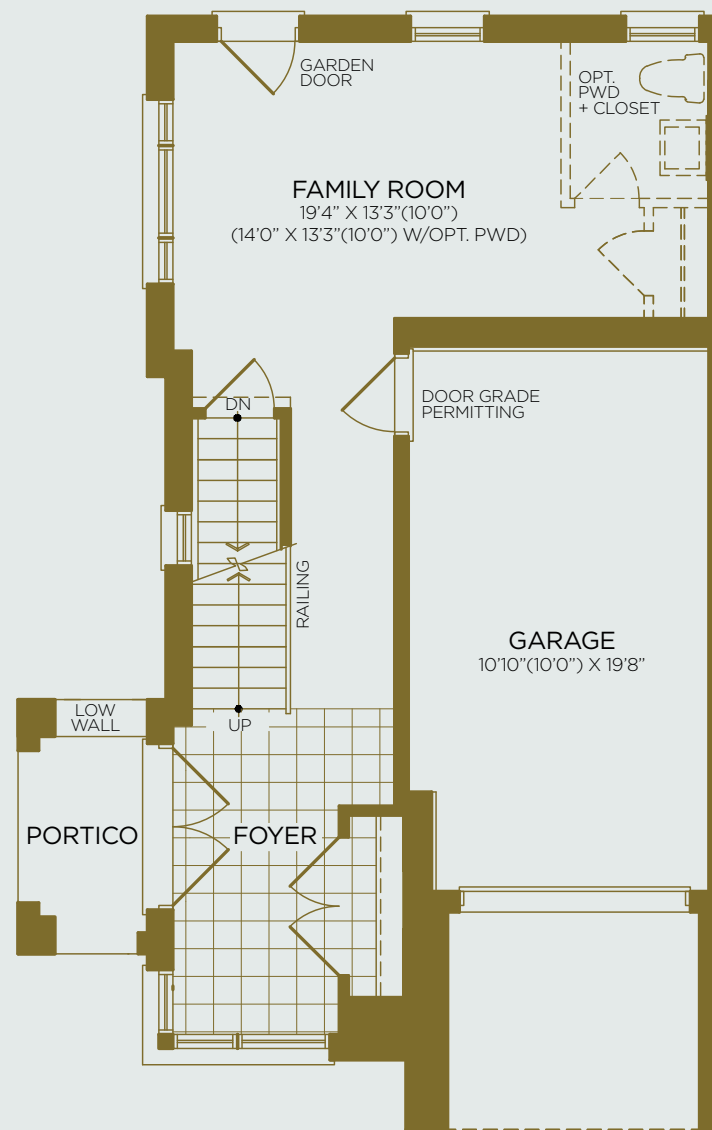 GARDEN
DOOR
OPT.
PWD
+ CLOSET
FAMILY ROOM
19'4" X 13'3"(10'0")
(14'0" X 13'3"(10'0") W/OPT. PWD)
DN
DOOR GRADE
PERMITTING
RAILING
GARAGE
10'10"(10'0") X 19'8"
LOW
WALL
UP
PORTICO
FOYER